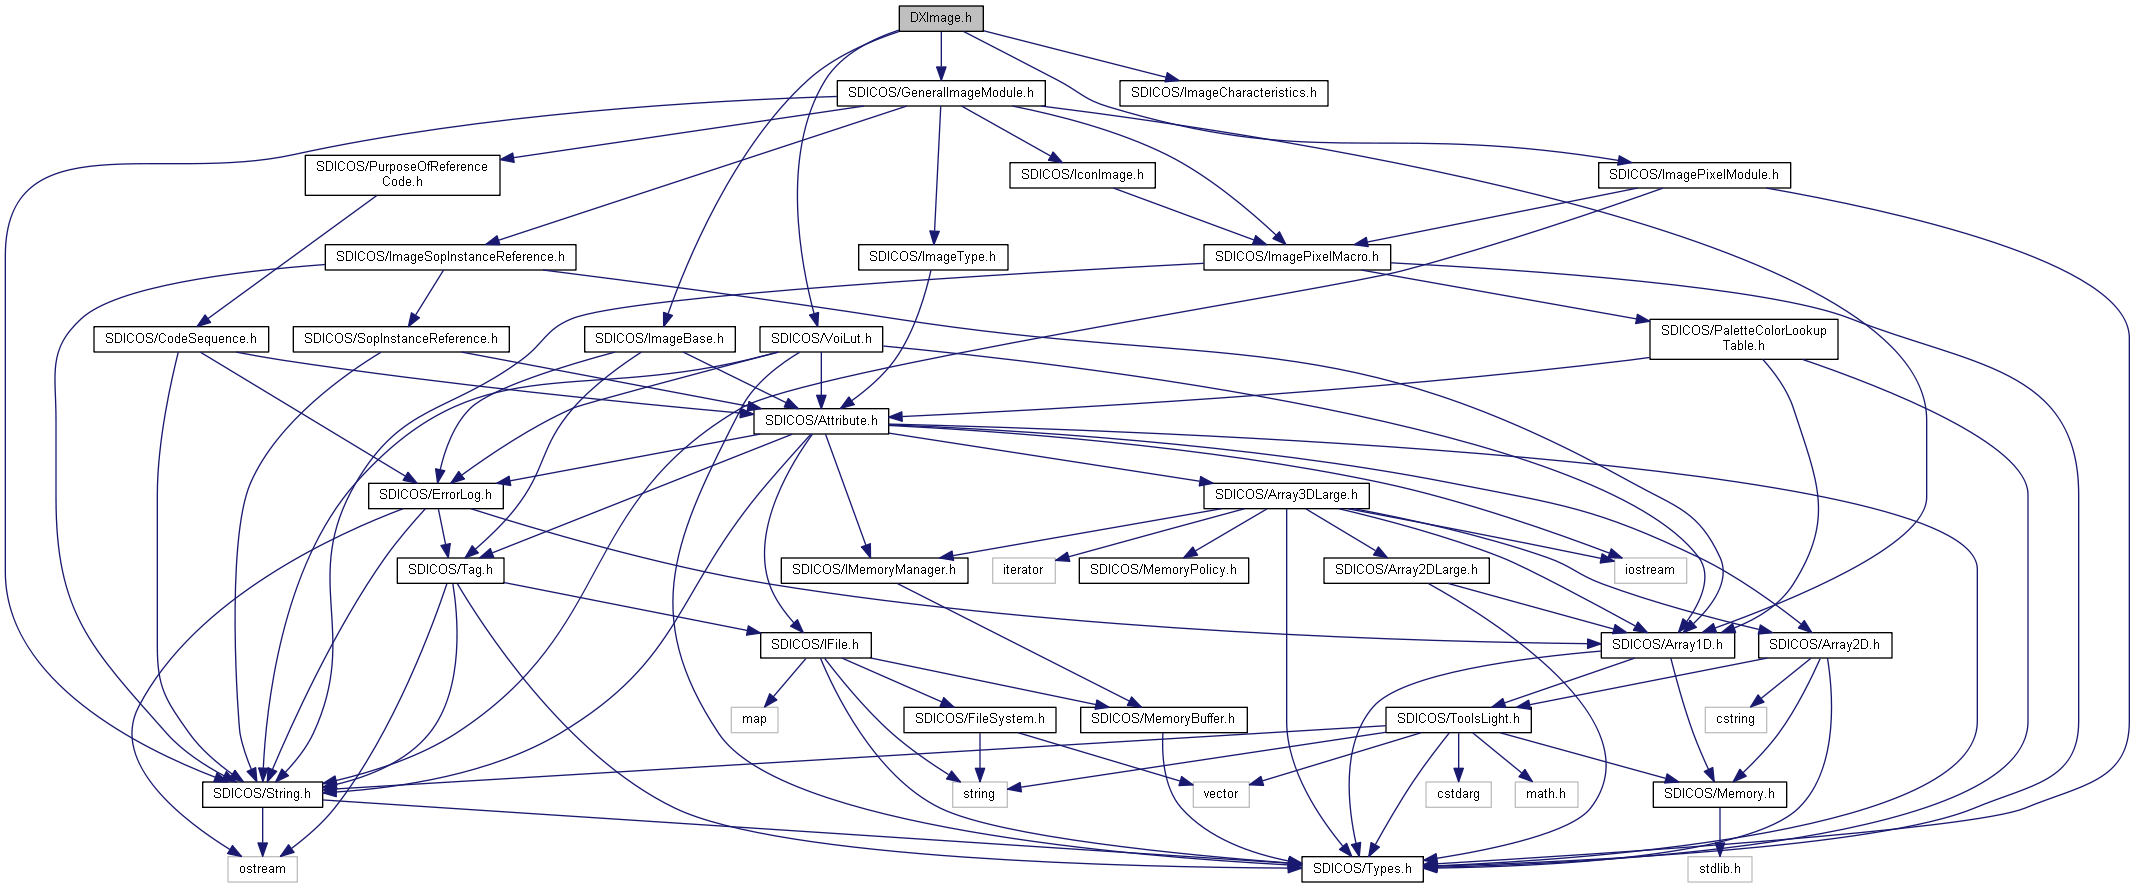 DXImage.h
SDICOS/GeneralImageModule.h
SDICOS/ImageCharacteristics.h
SDICOS/PurposeOfReference
Code.h
SDICOS/IconImage.h
SDICOS/ImagePixelModule.h
SDICOS/ImageSopInstanceReference.h
SDICOS/ImageType.h
SDICOS/ImagePixelMacro.h
SDICOS/CodeSequence.h
SDICOS/SopInstanceReference.h
SDICOS/ImageBase.h
SDICOS/VoiLut.h
SDICOS/PaletteColorLookup
Table.h
SDICOS/Attribute.h
SDICOS/ErrorLog.h
SDICOS/Array3DLarge.h
SDICOS/Tag.h
SDICOS/IMemoryManager.h
iterator
SDICOS/MemoryPolicy.h
SDICOS/Array2DLarge.h
iostream
SDICOS/IFile.h
SDICOS/Array1D.h
SDICOS/Array2D.h
map
SDICOS/FileSystem.h
SDICOS/MemoryBuffer.h
SDICOS/ToolsLight.h
cstring
SDICOS/String.h
string
vector
cstdarg
math.h
SDICOS/Memory.h
ostream
SDICOS/Types.h
stdlib.h